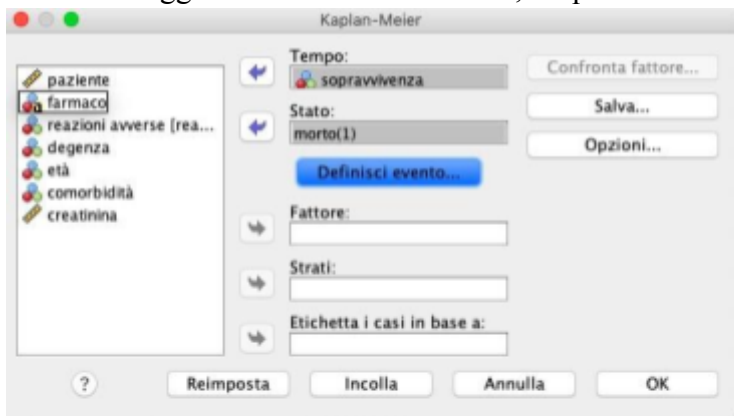 Kaplan-Meier
paziente
farmaco
reazioni avverse [rea...
degenza
età
comorbidità
creatinina
Tempo:
sopravvivenza
Stato:
morto(1)
Definisci evento...
Fattore:
Strati:
Etichetta i casi in base a:
Confronta fattore...
Salva...
Opzioni...
? Reimposta Incolla Annulla OK